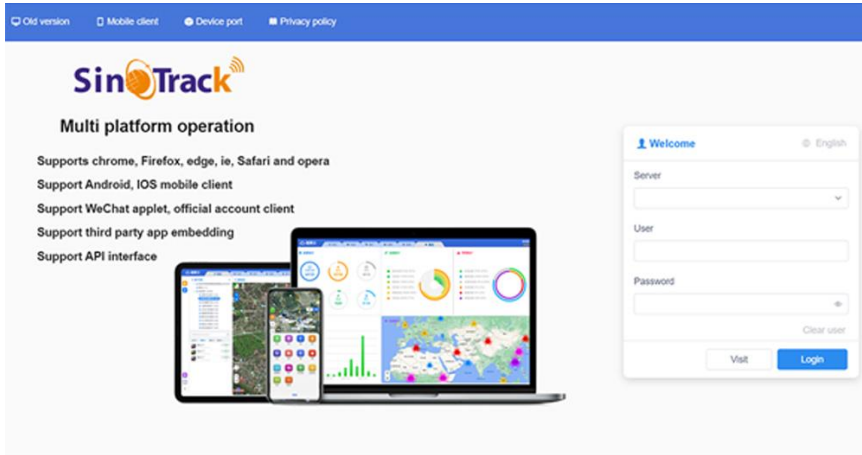 Old version Mobile client Device port Privacy policy
SinoTrack
Multi platform operation
Supports chrome, Firefox, edge, ie, Safari and opera
Support Android, IOS mobile client
Support WeChat applet, official account client
Support third party app embedding
Support API interface
Welcome English
Server
User
Password
Clear user
Visit Login